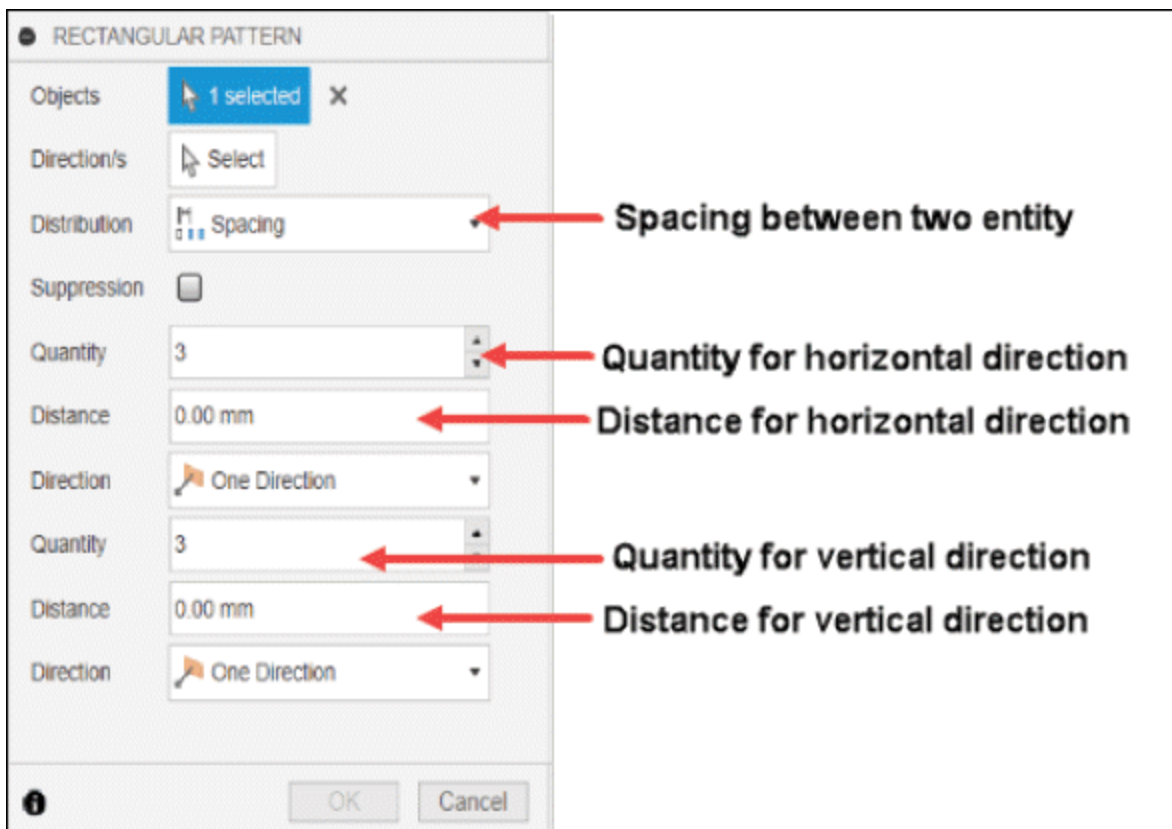 RECTANGULAR PATTERN
Objects 1 selected
Direction/s Select
Distribution Spacing Spacing between two entity
Suppression
Quantity 3 Quantity for horizontal direction
Distance 0.00 mm Distance for horizontal direction
Direction One Direction
Quantity 3 Quantity for vertical direction
Distance 0.00 mm Distance for vertical direction
Direction One Direction
OK Cancel